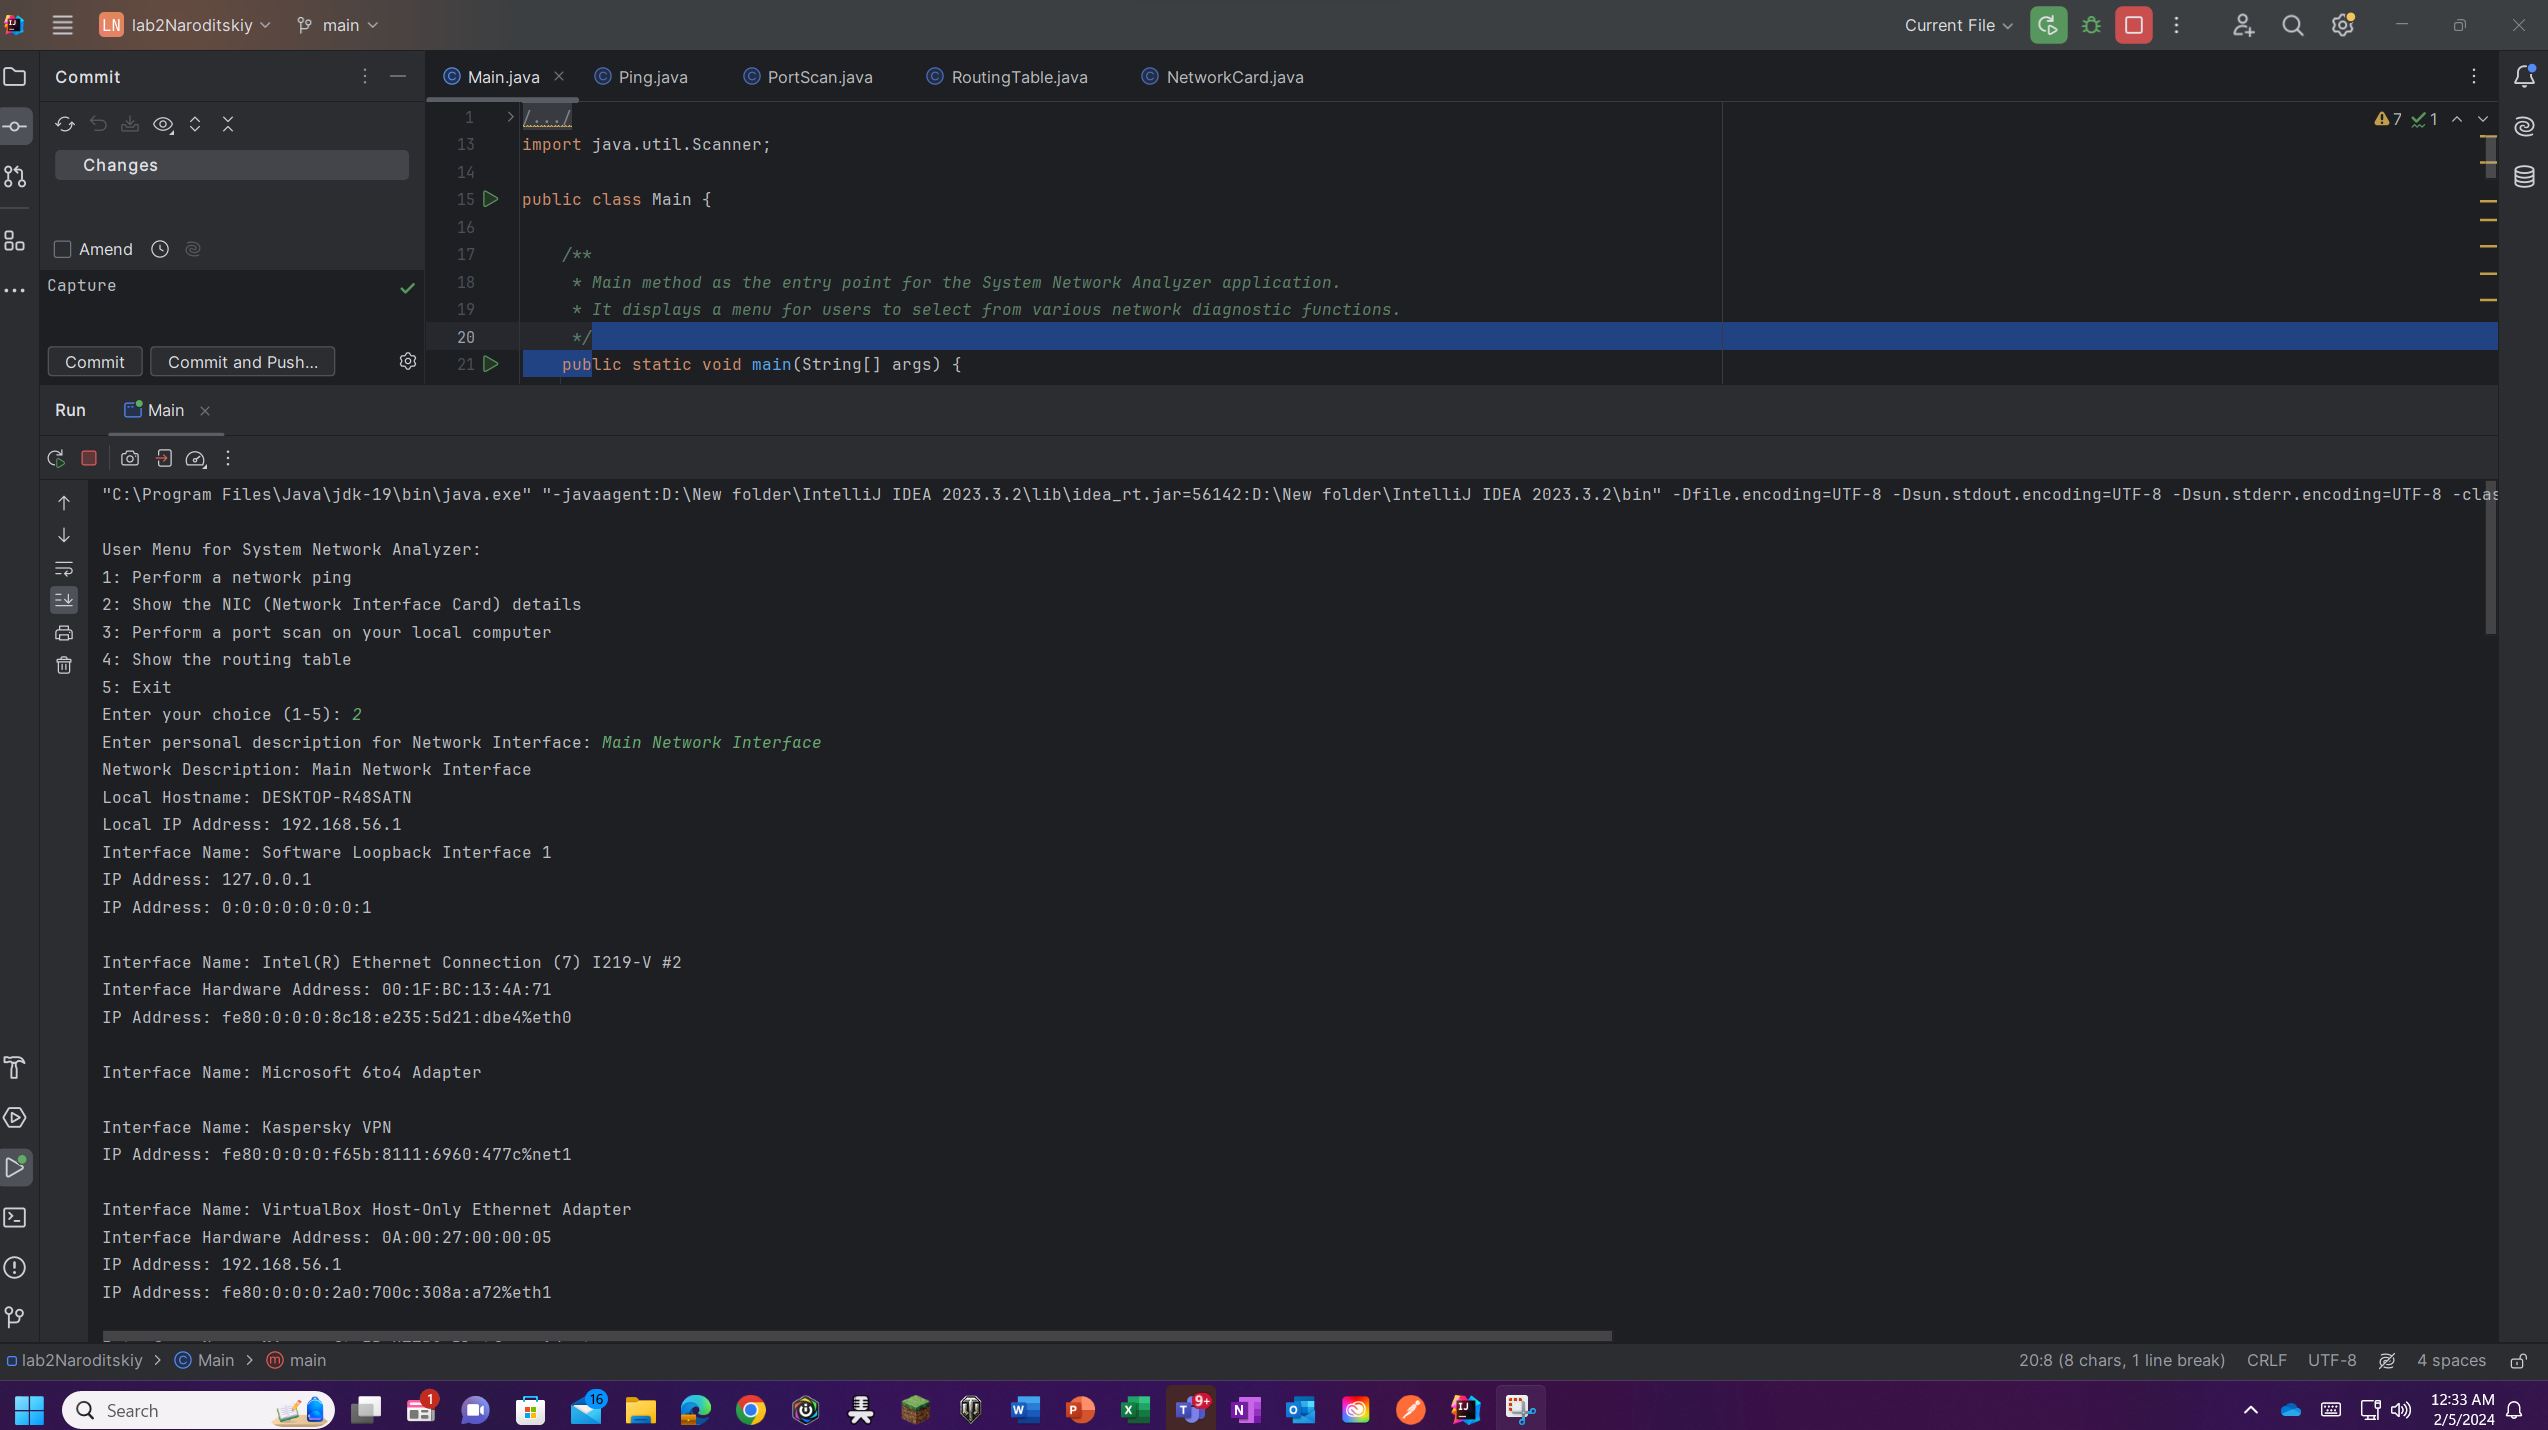 LN lab2Naroditskiy main Current File
Commit
Main.java Ping.java PortScan.java RoutingTable.java NetworkCard.java
Changes
Amend
Capture
Commit Commit and Push...
1 /.../
13 import java.util.Scanner;
14
15 public class Main {
16
17 /**
18 * Main method as the entry point for the System Network Analyzer application.
19 * It displays a menu for users to select from various network diagnostic functions.
20 */
21 public static void main(String[] args) {
7 1
Run Main
"C:\Program Files\Java\jdk-19\bin\java.exe" "-javaagent:D:\New folder\IntelliJ IDEA 2023.3.2\lib\idea_rt.jar=56142:D:\New folder\IntelliJ IDEA 2023.3.2\bin" -Dfile.encoding=UTF-8 -Dsun.stdout.encoding=UTF-8 -Dsun.stderr.encoding=UTF-8 -clas
User Menu for System Network Analyzer:
1: Perform a network ping
2: Show the NIC (Network Interface Card) details
3: Perform a port scan on your local computer
4: Show the routing table
5: Exit
Enter your choice (1-5): 2
Enter personal description for Network Interface: Main Network Interface
Network Description: Main Network Interface
Local Hostname: DESKTOP-R48SATN
Local IP Address: 192.168.56.1
Interface Name: Software Loopback Interface 1
IP Address: 127.0.0.1
IP Address: 0:0:0:0:0:0:0:1
Interface Name: Intel(R) Ethernet Connection (7) I219-V #2
Interface Hardware Address: 00:1F:BC:13:4A:71
IP Address: fe80:0:0:0:8c18:e235:5d21:dbe4%eth0
Interface Name: Microsoft 6to4 Adapter
Interface Name: Kaspersky VPN
IP Address: fe80:0:0:0:f65b:8111:6960:477c%net1
Interface Name: VirtualBox Host-Only Ethernet Adapter
Interface Hardware Address: 0A:00:27:00:00:05
IP Address: 192.168.56.1
IP Address: fe80:0:0:0:2a0:700c:308a:a72%eth1
lab2Naroditskiy > Main > main
20:8 (8 chars, 1 line break) CRLF UTF-8 4 spaces
Search 1 16 9+
12:33 AM
2/5/2024